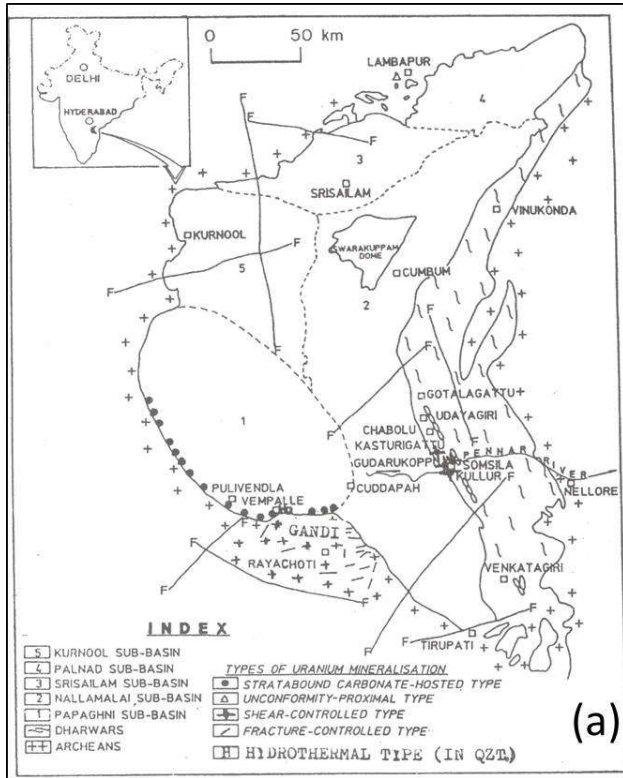 DELHI
HYDERABAD
0 50 km
LAMBAPUR
4
F
F
F
3
SRISAILAM
VINUKONDA
KURNOOL
F
WARAKUPPAM
DOME
CUMBUM
5
F
2
F
F
F
GOTALAGATTU
1
UDAYAGIRI
CHABOLU
F
F
KASTURIGATTU
PENNAR RIVER
GUDARUKOPPU
SOMSILA
KULLUR
F
PULIVENDLA
CUDDAPAH
NELLORE
VEMPALLE
F
GANDI
F
RAYACHOTI
VENKATAGIRI
F
F
F
F
F
TIRUPATI
INDEX
5 KURNOOL SUB-BASIN
4 PALNAD SUB-BASIN
3 SRISAILAM SUB-BASIN
2 NALLAMALAI SUB-BASIN
1 PAPAGHNI SUB-BASIN
DHARWARS
++ ARCHEANS
TYPES OF URANIUM MINERALISATION
STRATABOUND CARBONATE-HOSTED TYPE
UNCONFORMITY-PROXIMAL TYPE
SHEAR-CONTROLLED TYPE
FRACTURE-CONTROLLED TYPE
H HYDROTHERMAL TIPE (IN QZT.)
(a)